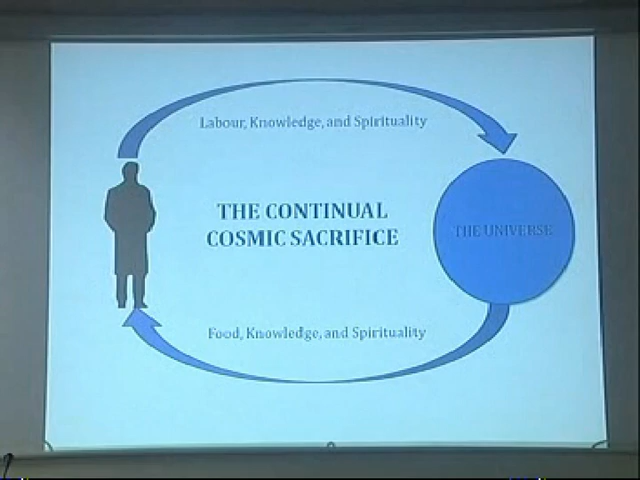 Labour, Knowledge, and Spirituality
THE CONTINUAL
COSMIC SACRIFICE
THE UNIVERSE
Food, Knowledge, and Spirituality